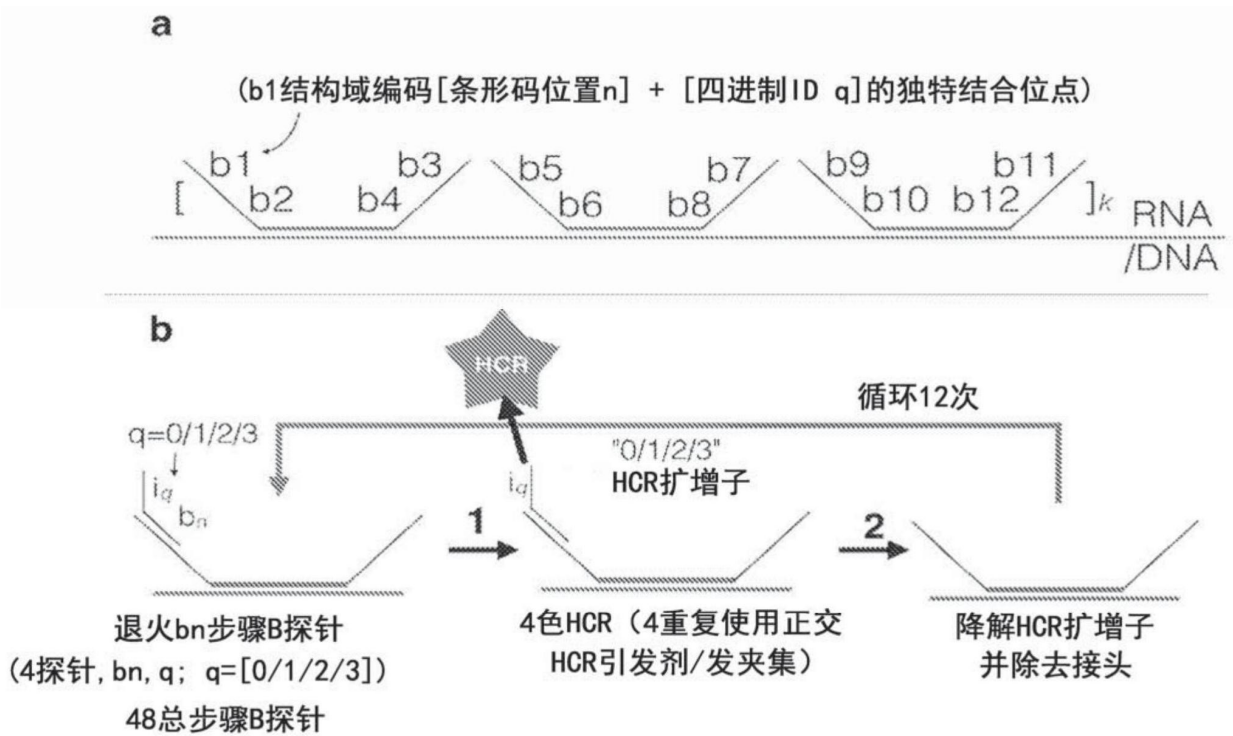 a
(b1结构域编码[条形码位置n] + [四进制ID q]的独特结合位点)
b1 b3 b5 b7 b9 b11
[ b2 b4 b6 b8 b10 b12 ]k RNA
/DNA
b
HCR
循环12次
q=0/1/2/3
"0/1/2/3"
HCR扩增子
iq
bn
iq
1
2
退火bn步骤B探针
(4探针,bn,q; q=[0/1/2/3])
48总步骤B探针
4色HCR（4重复使用正交
HCR引发剂/发夹集）
降解HCR扩增子
并除去接头